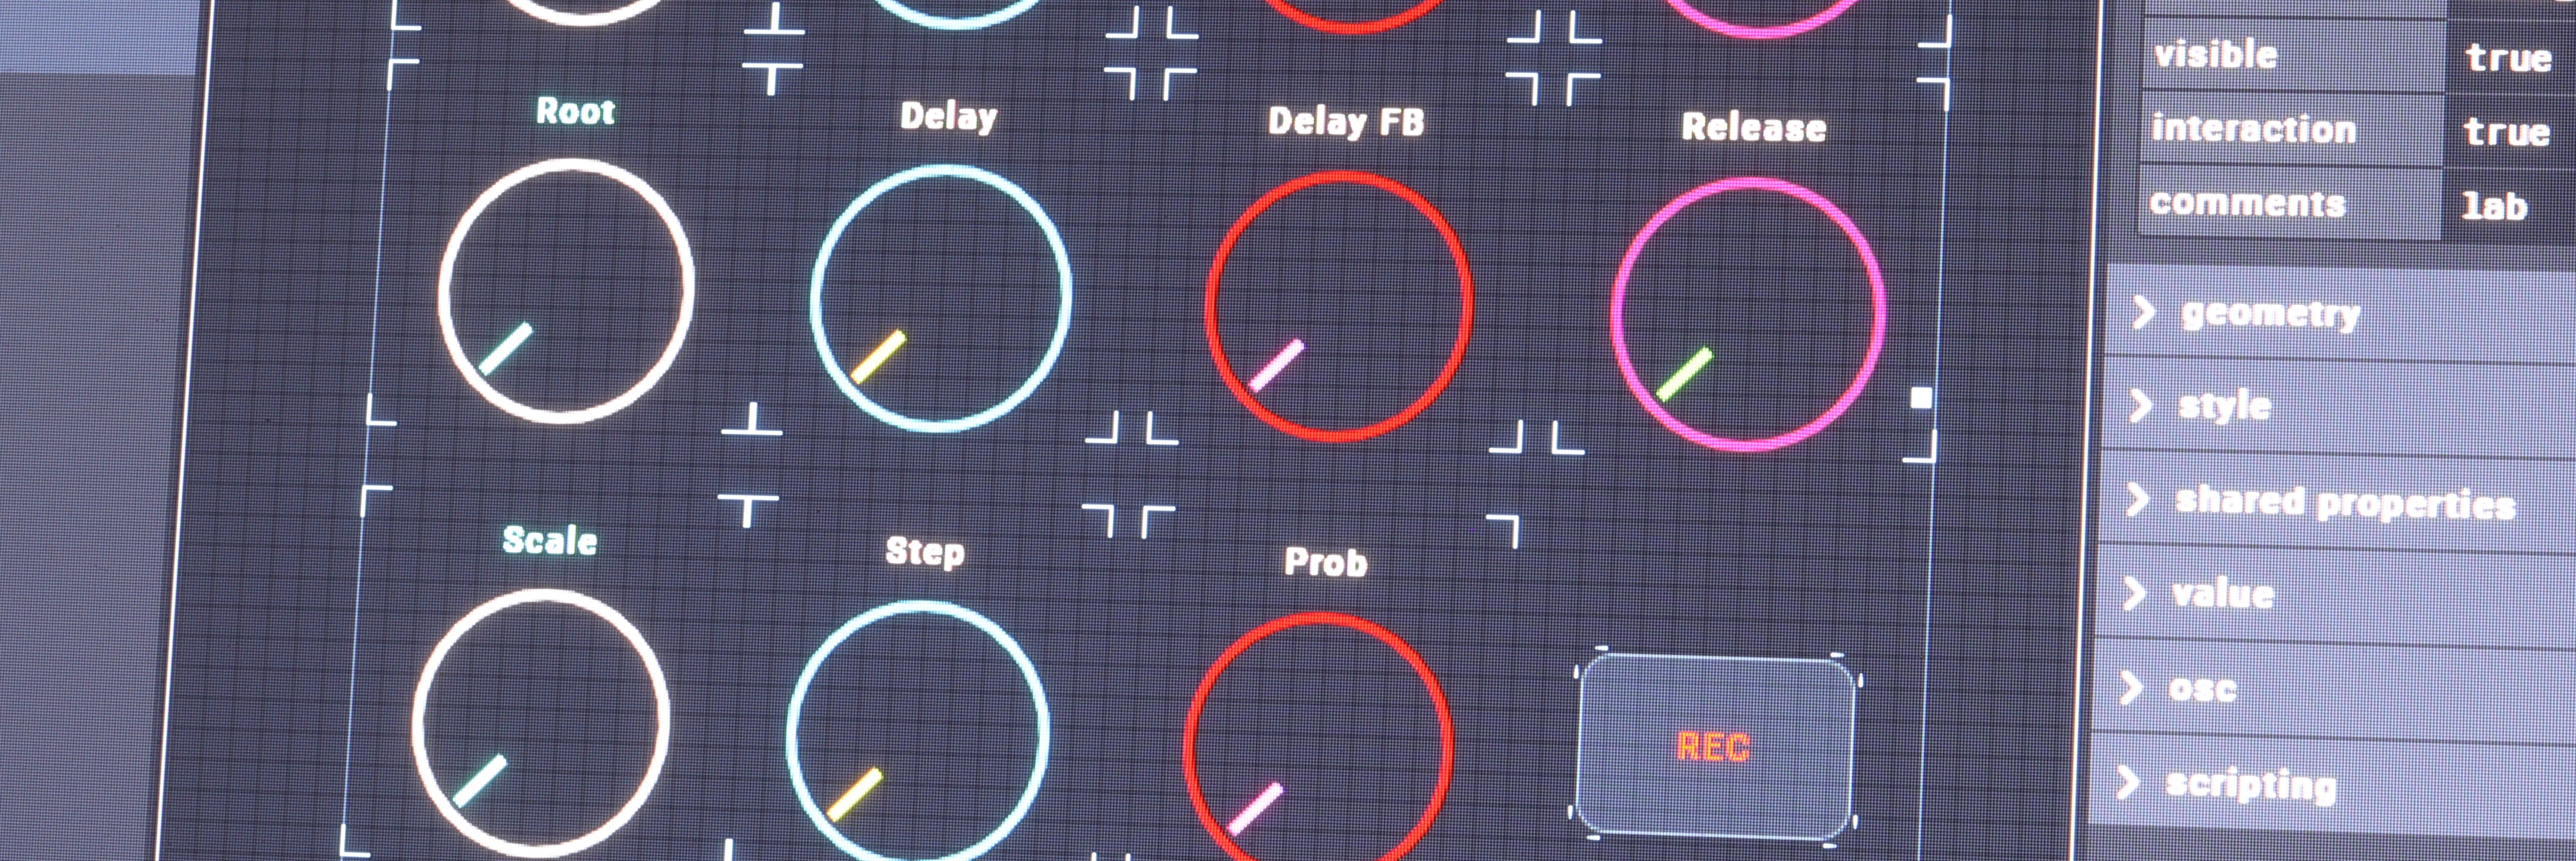 Root
Delay
Delay FB
Release
Scale
Step
Prob
REC
visible true
interaction true
comments lab
geometry
style
shared properties
value
osc
scripting